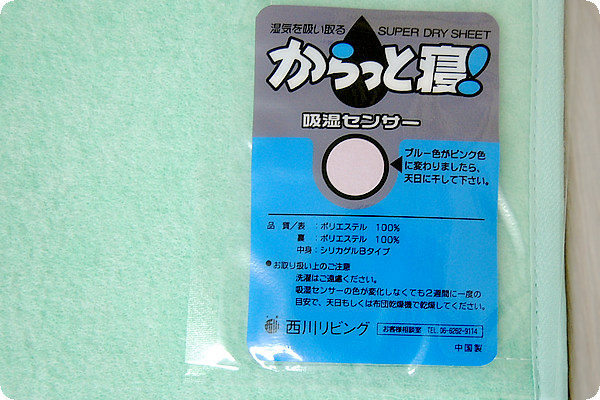 湿気を吸い取る SUPER DRY SHEET
からっと寝!
吸湿センサー
ブルー色がピンク色
に変わりましたら、
天日に干して下さい。
品 質/表 : ポリエステル 100%
裏 : ポリエステル 100%
中身 : シリカゲルBタイプ
●お取り扱い上のご注意
洗濯はご遠慮ください。
吸湿センサーの色が変化しなくても2週間に一度の
目安で、天日もしくは布団乾燥機で乾燥してください。
西川リビング お客様相談室 TEL 06-6262-9114
中国製